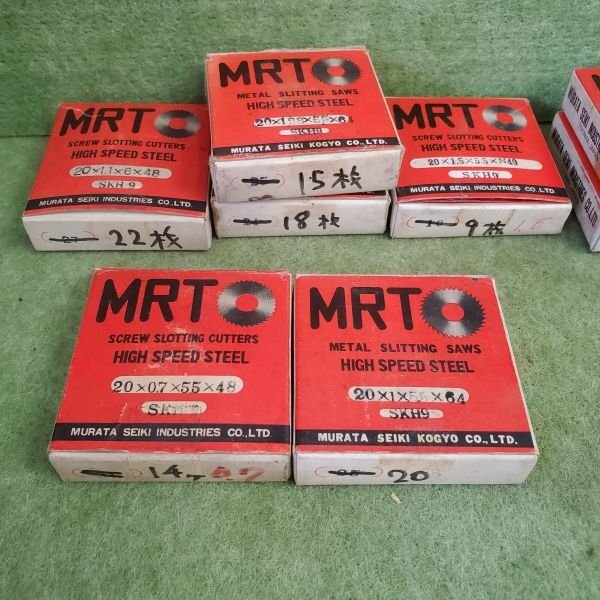 MRT
SCREW SLOTTING CUTTERS
HIGH SPEED STEEL
20×1.1×6×48
SKH 9
MURATA SEIKI INDUSTRIES CO., LTD.
22枚
MRT
METAL SLITTING SAWS
HIGH SPEED STEEL
SKH9
MURATA SEIKI KOGYO CO., LTD.
15枚
18枚
MRT
SCREW SLOTTING CUTTERS
HIGH SPEED STEEL
20×1.5×5.5×N40
SKH9
MURATA SEIKI INDUSTRIES CO., LTD.
9枚 1.5
MRT
SCREW SLOTTING CUTTERS
HIGH SPEED STEEL
20×0.7×55×48
MURATA SEIKI INDUSTRIES CO., LTD.
14
MRT
METAL SLITTING SAWS
HIGH SPEED STEEL
SKH9
MURATA SEIKI KOGYO CO., LTD.
20